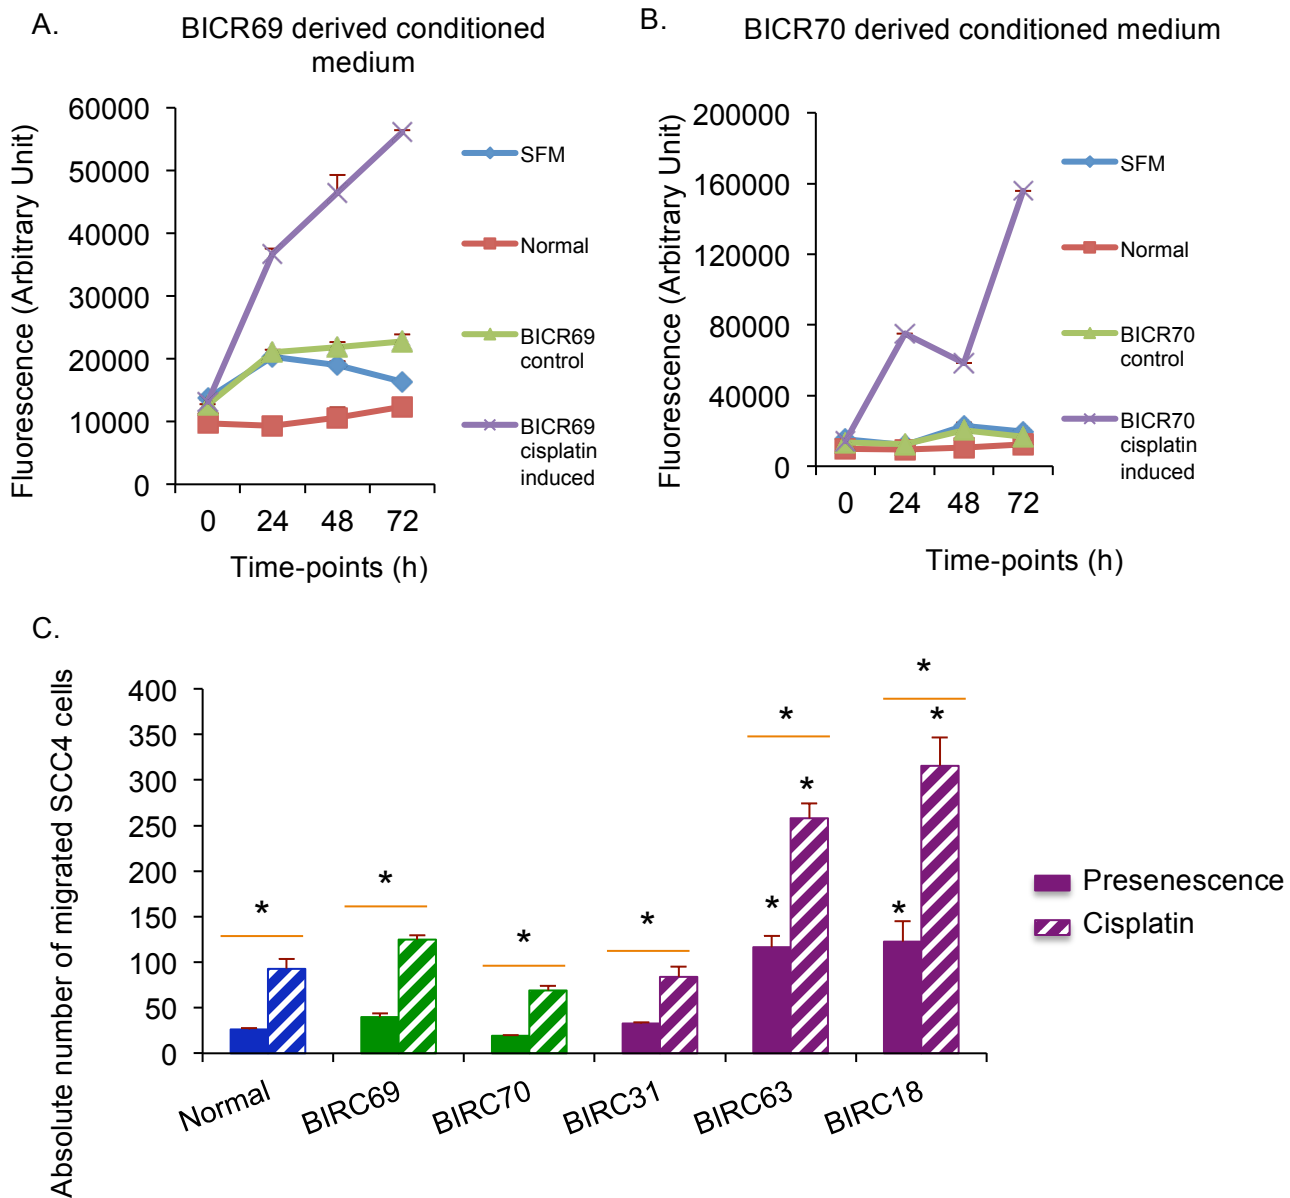 A.
BICR69 derived conditioned
medium
Fluorescence (Arbitrary Unit)
60000
50000
40000
30000
20000
10000
0
0 24 48 72
Time-points (h)
SFM
Normal
BICR69
control
BICR69
cisplatin
induced
B.
BICR70 derived conditioned medium
Fluorescence (Arbitrary Unit)
200000
160000
120000
80000
40000
0
0 24 48 72
Time-points (h)
SFM
Normal
BICR70
control
BICR70
cisplatin
induced
C.
Absolute number of migrated SCC4 cells
400
350
300
250
200
150
100
50
0
* * * * * * * * * *
Normal BIRC69 BIRC70 BIRC31 BIRC63 BIRC18
Presenescence
Cisplatin